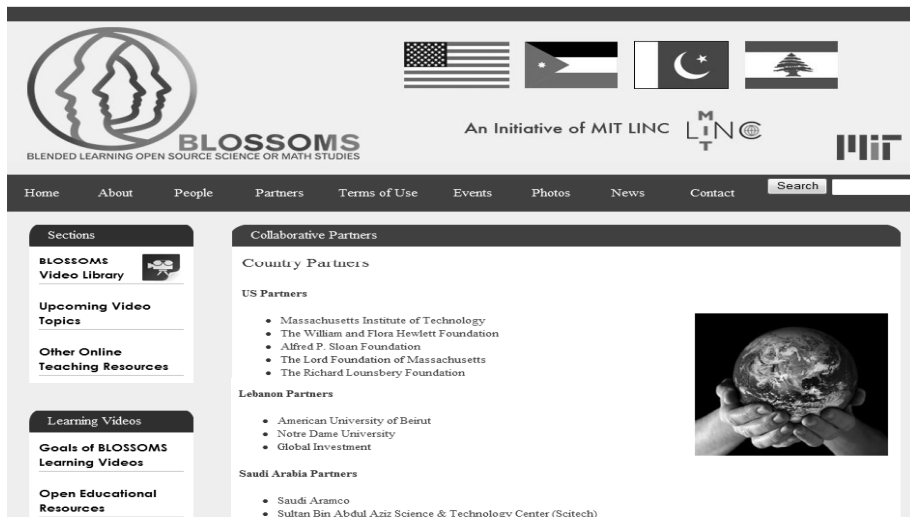 BLOSSOMS
BLENDED LEARNING OPEN SOURCE SCIENCE OR MATH STUDIES
An Initiative of MIT LINC
MIT
LINC
MIT
Home About People Partners Terms of Use Events Photos News Contact Search
Sections
BLOSSOMS
Video Library
Upcoming Video
Topics
Other Online
Teaching Resources
Learning Videos
Goals of BLOSSOMS
Learning Videos
Open Educational
Resources
Collaborative Partners
Country Partners
US Partners
Massachusetts Institute of Technology
The William and Flora Hewlett Foundation
Alfred P. Sloan Foundation
The Lord Foundation of Massachusetts
The Richard Lounsbery Foundation
Lebanon Partners
American University of Beirut
Notre Dame University
Global Investment
Saudi Arabia Partners
Saudi Aramco
Sultan Bin Abdul Aziz Science & Technology Center (Scitech)